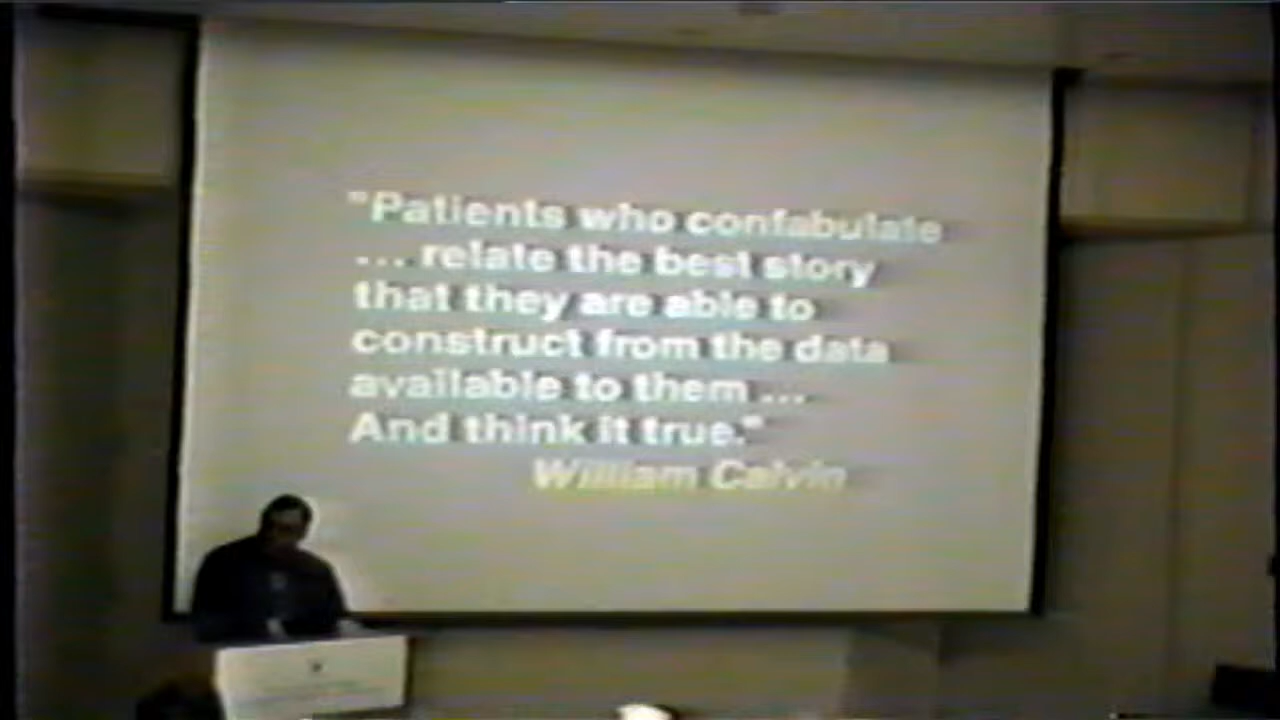 "Patients who confabulate
... relate the best story
that they are able to
construct from the data
available to them ...
And think it true."
William Calvin